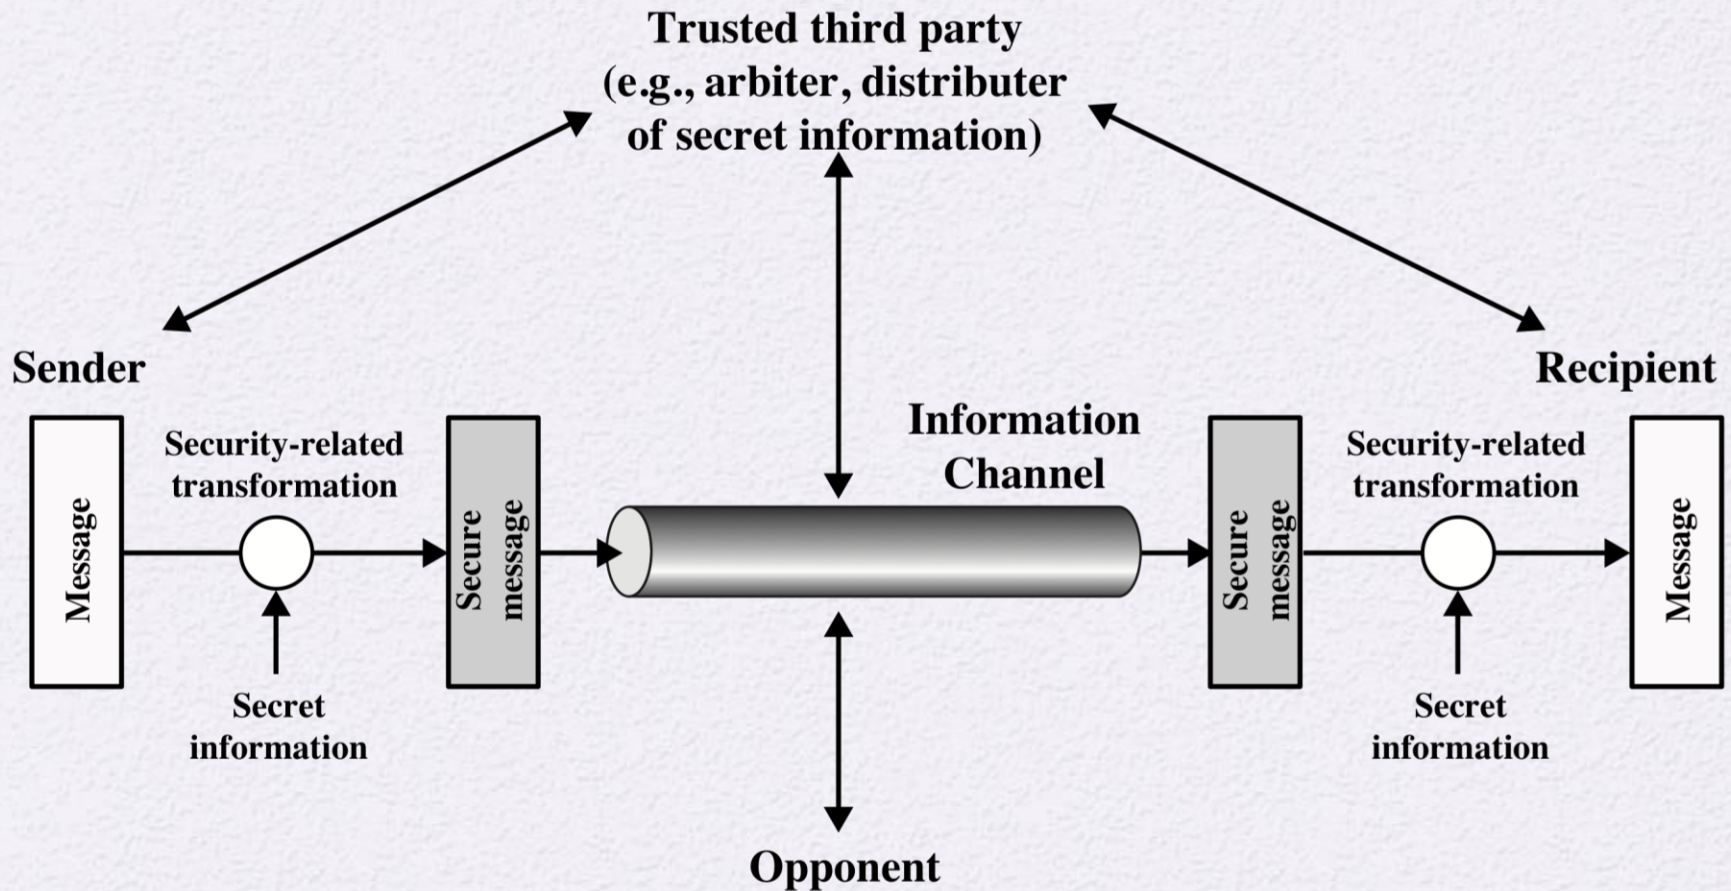 Trusted third party
(e.g., arbiter, distributer
of secret information)
Sender
Recipient
Information
Channel
Security-related
transformation
Security-related
transformation
Message
Secure
message
Secure
message
Message
Secret
information
Secret
information
Opponent